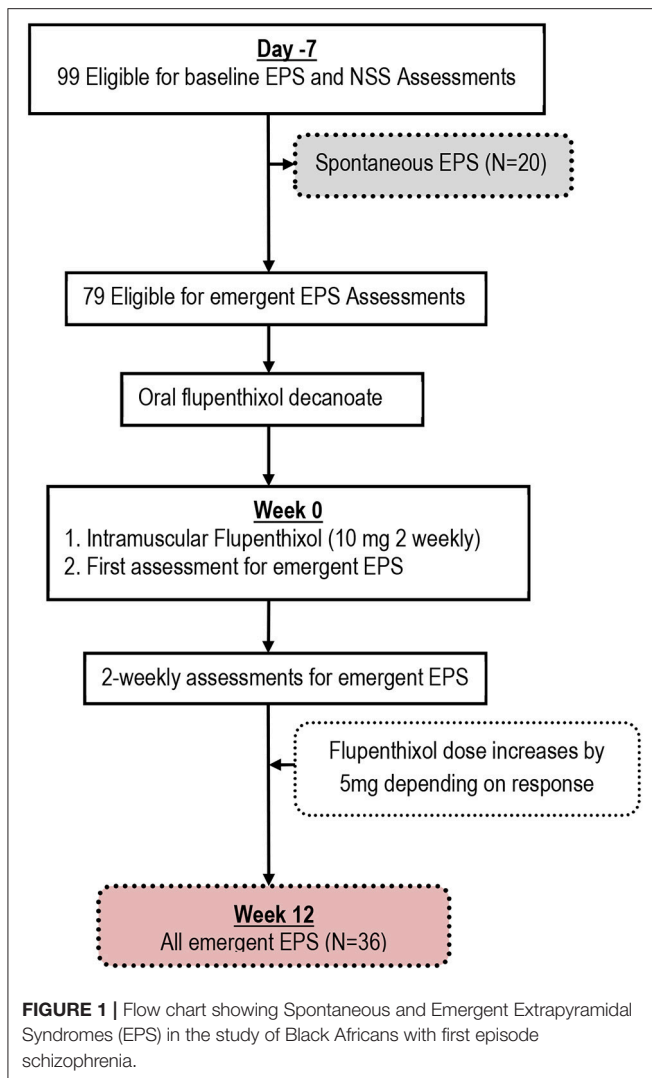 Day -7
99 Eligible for baseline EPS and NSS Assessments
Spontaneous EPS (N=20)
79 Eligible for emergent EPS Assessments
Oral flupenthixol decanoate
Week 0
1. Intramuscular Flupenthixol (10 mg 2 weekly)
2. First assessment for emergent EPS
2-weekly assessments for emergent EPS
Flupenthixol dose increases by
5mg depending on response
Week 12
All emergent EPS (N=36)
FIGURE 1 | Flow chart showing Spontaneous and Emergent Extrapyramidal
Syndromes (EPS) in the study of Black Africans with first episode
schizophrenia.